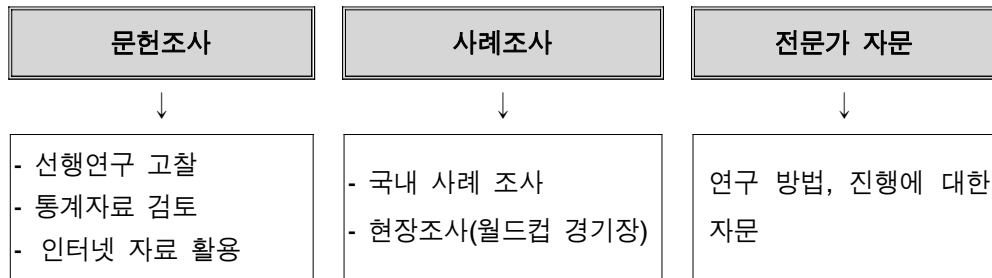 문헌조사
사례조사
전문가 자문
↓
↓
↓
- 선행연구 고찰
- 통계자료 검토
- 인터넷 자료 활용
- 국내 사례 조사
- 현장조사(월드컵 경기장)
연구 방법, 진행에 대한
자문